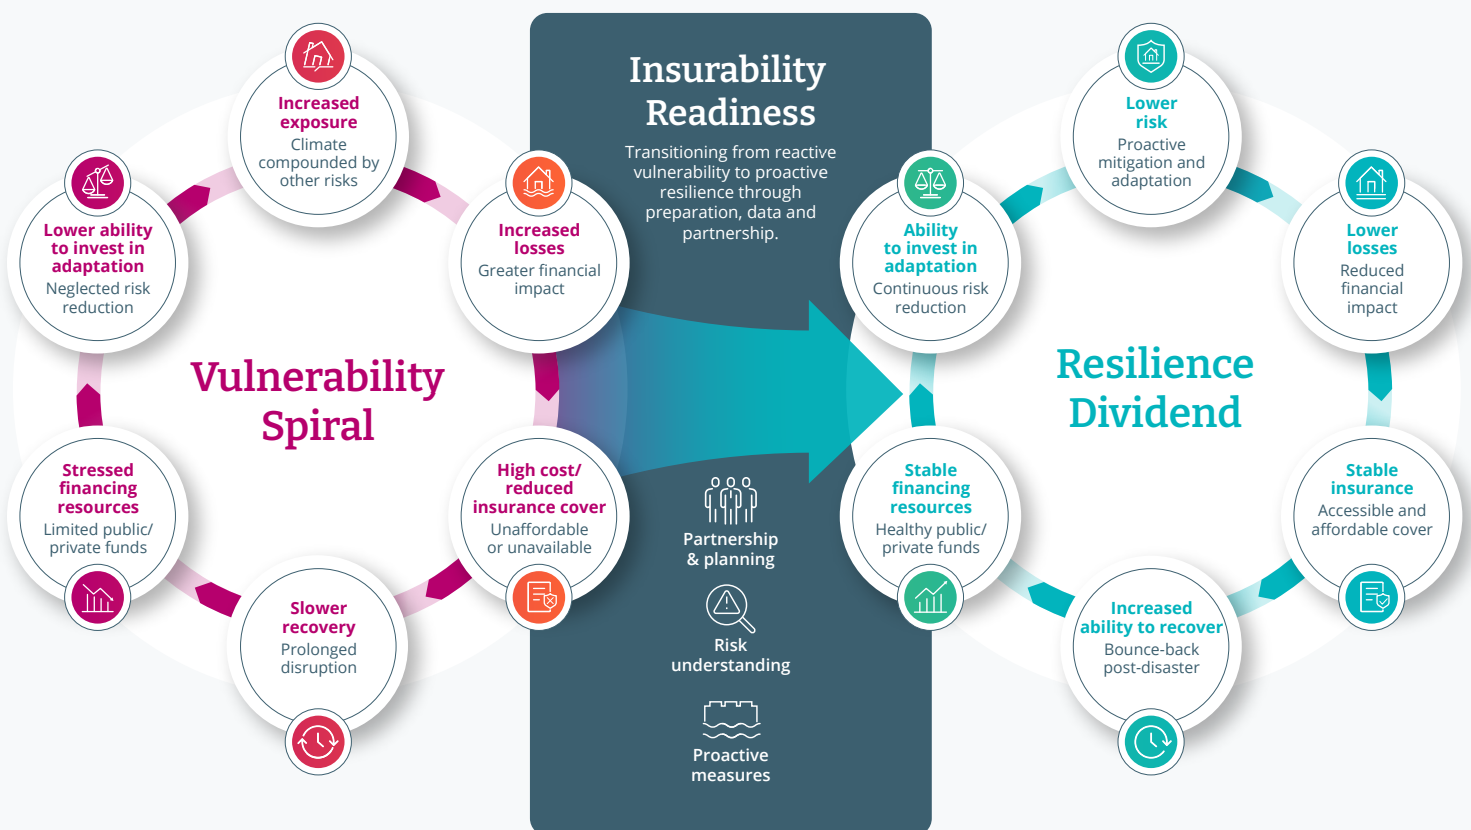 Increased
exposure
Climate
compounded by
other risks
Increased
losses
Greater financial
impact
High cost/
reduced
insurance cover
Unaffordable
or unavailable
Slower
recovery
Prolonged
disruption
Stressed
financing
resources
Limited public/
private funds
Lower ability
to invest in
adaptation
Neglected risk
reduction
Vulnerability
Spiral
Insurability
Readiness
Transitioning from reactive
vulnerability to proactive
resilience through
preparation, data and
partnership.
Partnership
& planning
Risk
understanding
Proactive
measures
Lower
risk
Proactive
mitigation and
adaptation
Lower
losses
Reduced
financial
impact
Stable
insurance
Accessible and
affordable cover
Increased
ability to recover
Bounce-back
post-disaster
Stable
financing
resources
Healthy public/
private funds
Ability
to invest in
adaptation
Continuous risk
reduction
Resilience
Dividend